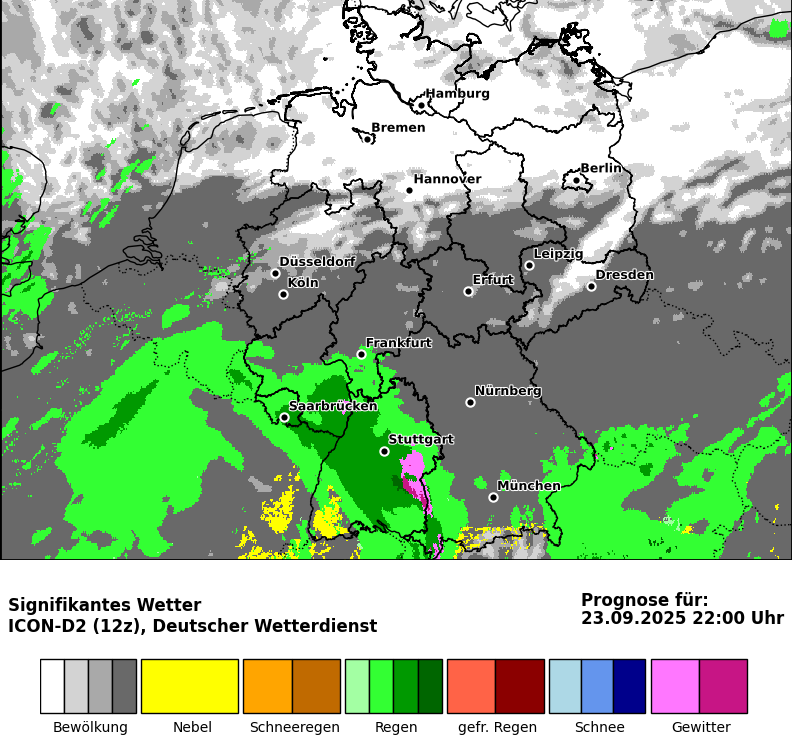 Hamburg
Bremen
Berlin
Hannover
Leipzig
Düsseldorf
Dresden
Erfurt
Köln
Frankfurt
Nürnberg
Saarbrücken
Stuttgart
München
Signifikantes Wetter
ICON-D2 (12z), Deutscher Wetterdienst
Prognose für:
23.09.2025 22:00 Uhr
Bewölkung Nebel Schneeregen Regen gefr. Regen Schnee Gewitter